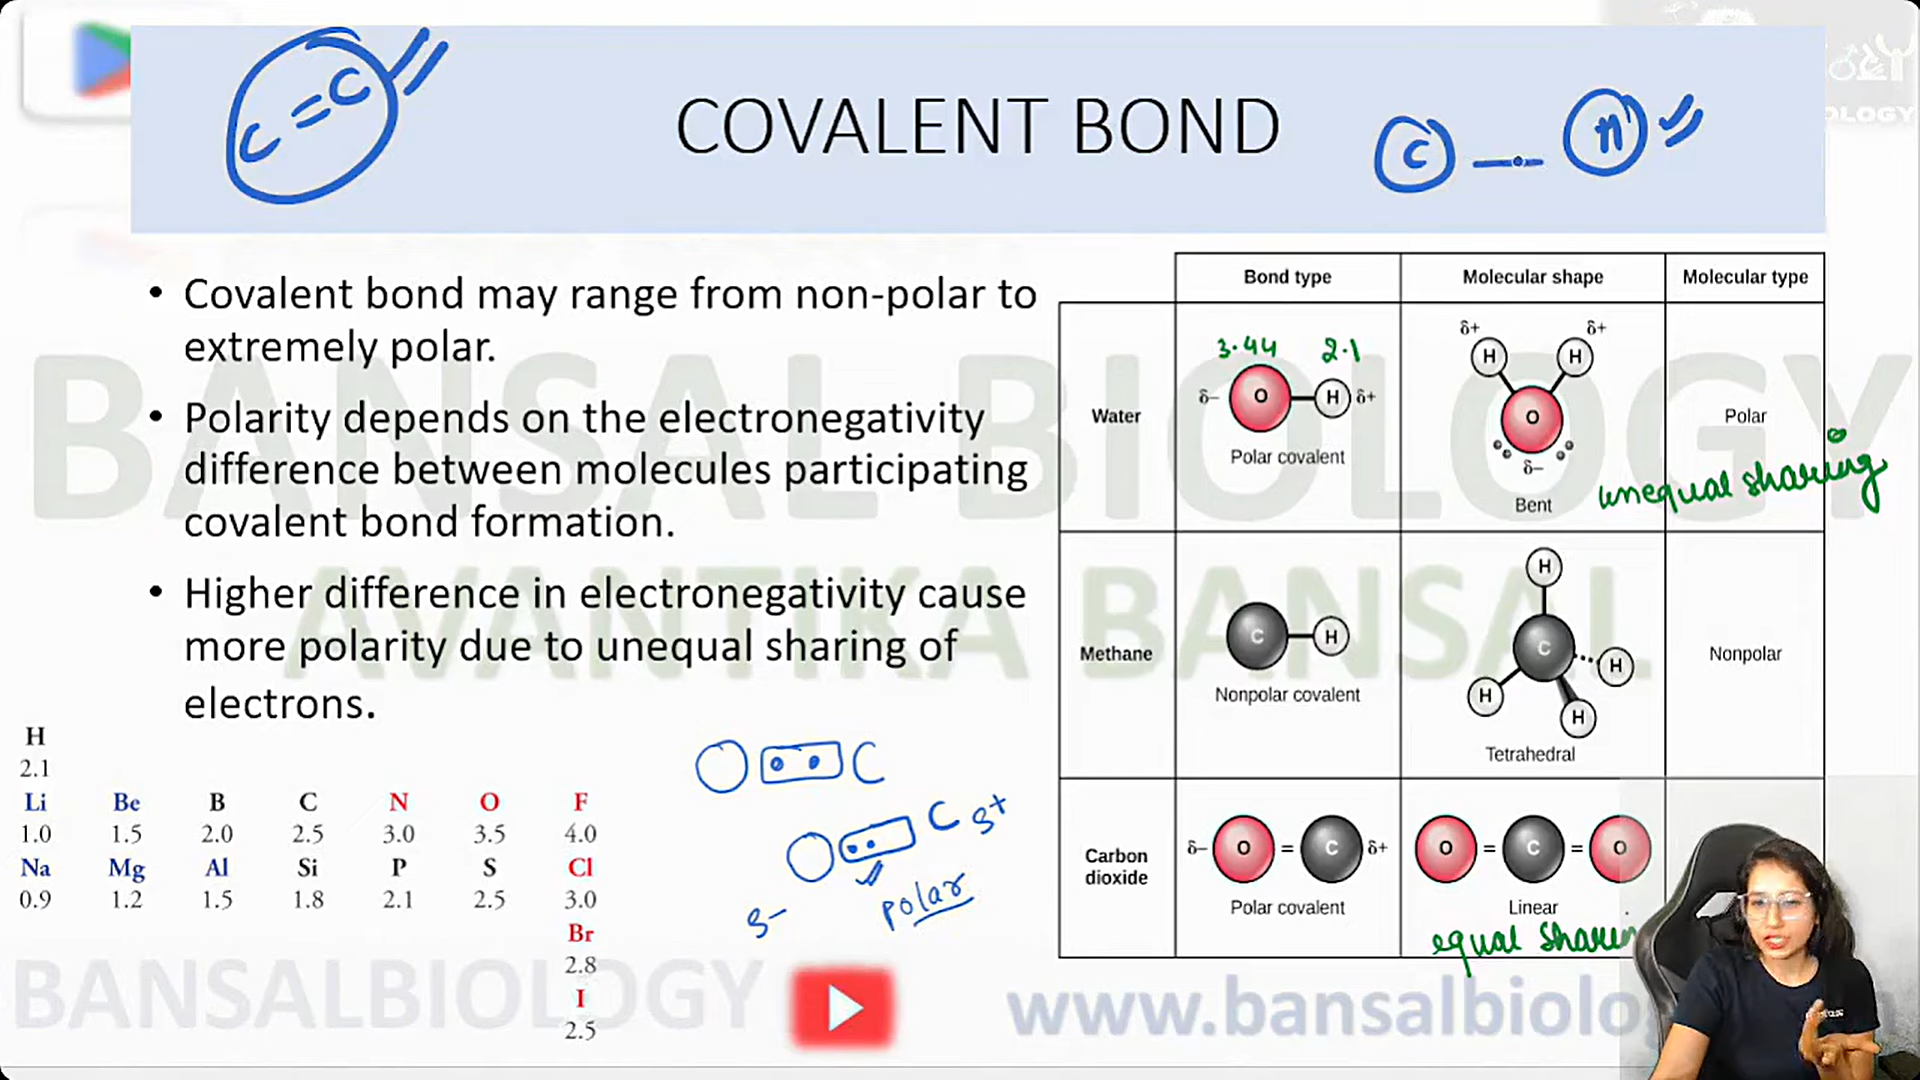 C = C
COVALENT BOND
C — n
OLOGY
• Covalent bond may range from non-polar to
extremely polar.
• Polarity depends on the electronegativity
difference between molecules participating
covalent bond formation.
• Higher difference in electronegativity cause
more polarity due to unequal sharing of
electrons.
Bond type Molecular shape Molecular type
Water
3.44 2.1
δ– O H δ+
Polar covalent
δ+ δ+
H H
O
δ–
Bent
Polar
unequal sharing
Methane
C H
Nonpolar covalent
H
C H
H H
Tetrahedral
Nonpolar
Carbon
dioxide
δ– O = C δ+
Polar covalent
O = C = O
Linear
equal sharin
H
2.1
Li Be B C N O F
1.0 1.5 2.0 2.5 3.0 3.5 4.0
Na Mg Al Si P S Cl
0.9 1.2 1.5 1.8 2.1 2.5 3.0
Br
2.8
I
2.5
C
C δ+
δ–
polar
BANSAL BIOLOGY
AVANTIKA BANSAL
BANSALBIOLOGY
www.bansalbiolo